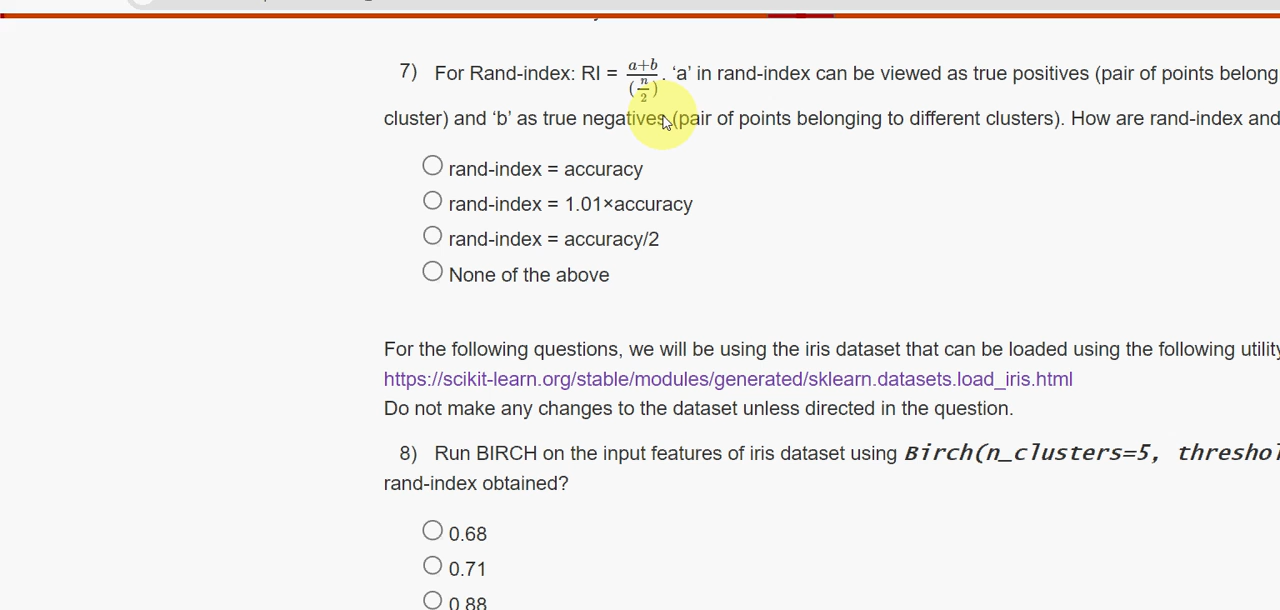 7) For Rand-index: RI = a+b / (n/2). ‘a’ in rand-index can be viewed as true positives (pair of points belong
cluster) and ‘b’ as true negatives (pair of points belonging to different clusters). How are rand-index and
rand-index = accuracy
rand-index = 1.01×accuracy
rand-index = accuracy/2
None of the above
For the following questions, we will be using the iris dataset that can be loaded using the following utility
https://scikit-learn.org/stable/modules/generated/sklearn.datasets.load_iris.html
Do not make any changes to the dataset unless directed in the question.
8) Run BIRCH on the input features of iris dataset using Birch(n_clusters=5, threshol
rand-index obtained?
0.68
0.71
0.88